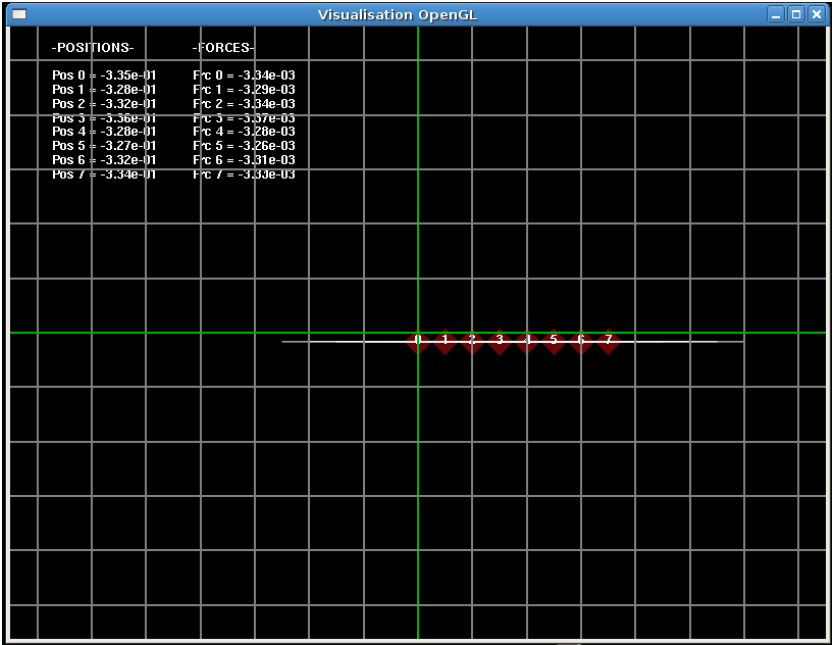 Visualisation OpenGL
-POSITIONS- -FORCES-
Pos 0 = -3.35e-01 Frc 0 = -3.34e-03
Pos 1 = -3.28e-01 Frc 1 = -3.29e-03
Pos 2 = -3.32e-01 Frc 2 = -3.34e-03
Pos 3 = -3.36e-01 Frc 3 = -3.37e-03
Pos 4 = -3.28e-01 Frc 4 = -3.28e-03
Pos 5 = -3.27e-01 Frc 5 = -3.26e-03
Pos 6 = -3.32e-01 Frc 6 = -3.31e-03
Pos 7 = -3.34e-01 Frc 7 = -3.33e-03
0 1 2 3 4 5 6 7